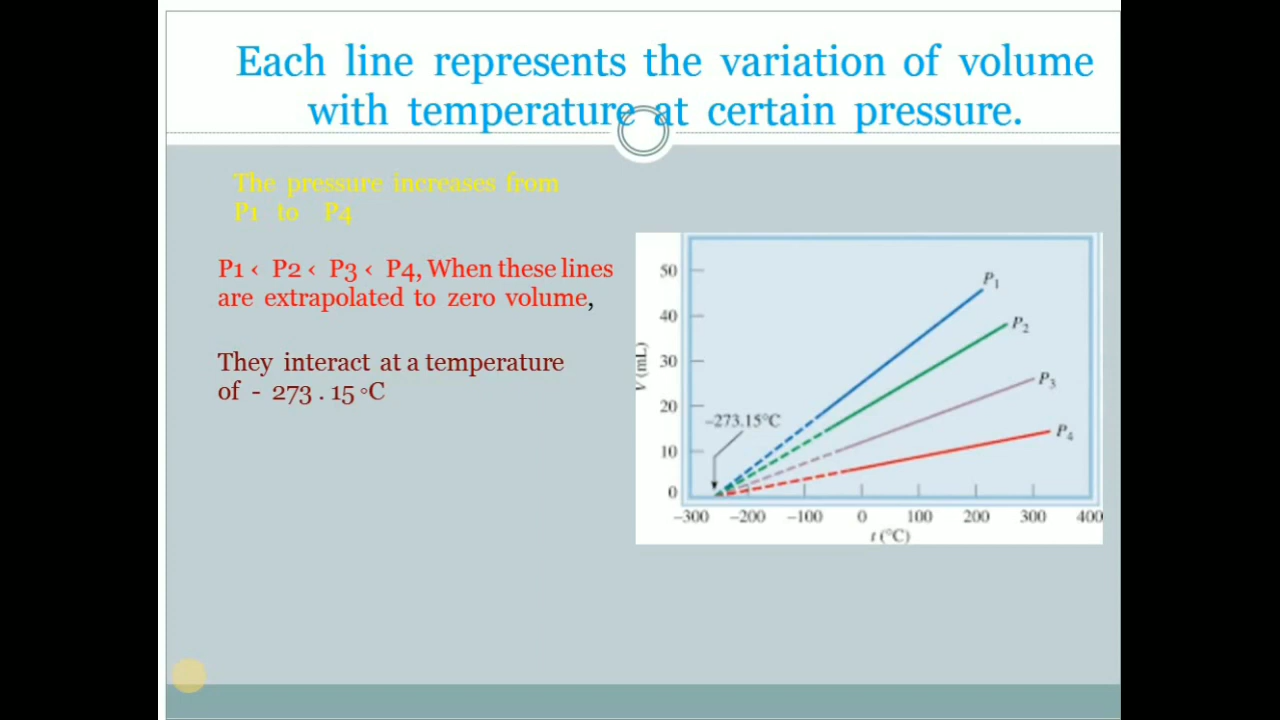 Each line represents the variation of volume
with temperature at certain pressure.
The pressure increases from
P1 to P4
P1 ‹ P2 ‹ P3 ‹ P4, When these lines
are extrapolated to zero volume,
They interact at a temperature
of - 273 . 15 °C
50
40
30
20
10
0
V (mL)
P₁
P₂
P₃
P₄
–273.15°C
–300 –200 –100 0 100 200 300 400
t (°C)